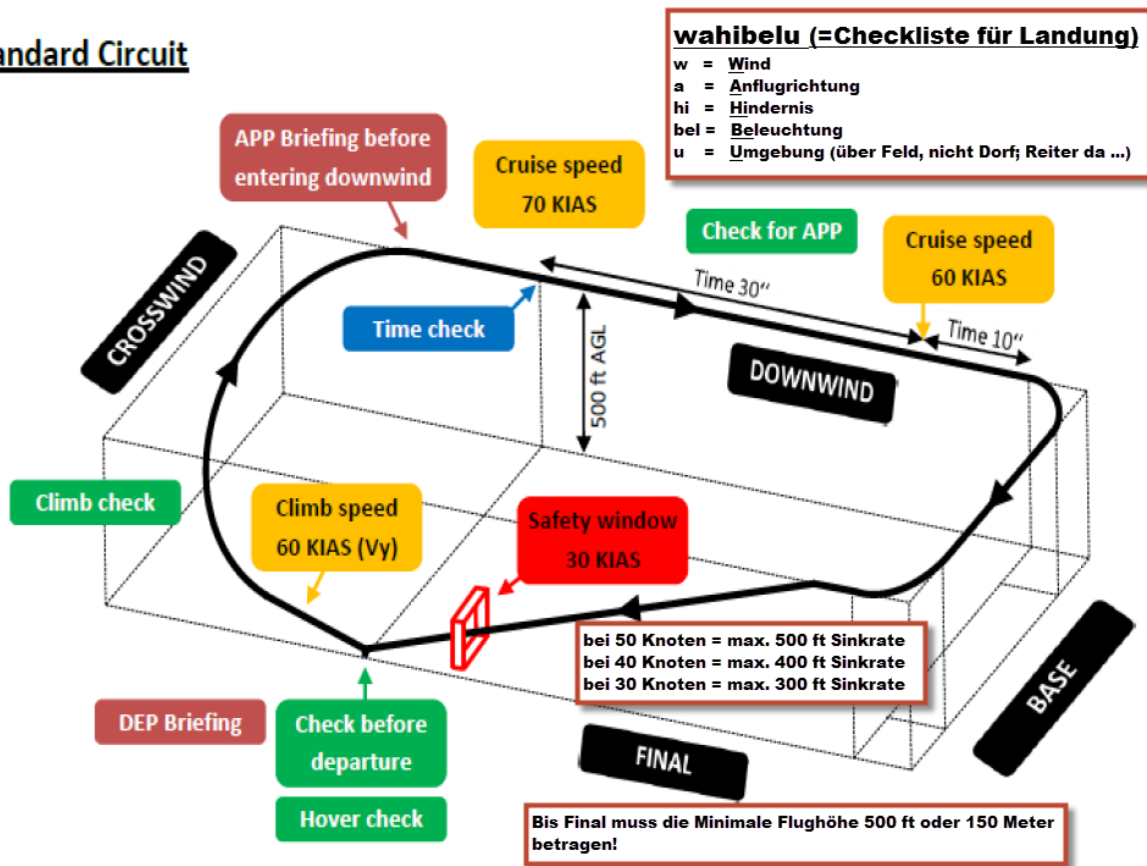 andard Circuit
wahibelu (=Checkliste für Landung)
w = Wind
a = Anflugrichtung
hi = Hindernis
bel = Beleuchtung
u = Umgebung (über Feld, nicht Dorf; Reiter da ...)
APP Briefing before
entering downwind
Cruise speed
70 KIAS
Check for APP
Cruise speed
60 KIAS
CROSSWIND
Time check
Time 30“
Time 10“
500 ft AGL
DOWNWIND
Climb check
Climb speed
60 KIAS (Vy)
Safety window
30 KIAS
bei 50 Knoten = max. 500 ft Sinkrate
bei 40 Knoten = max. 400 ft Sinkrate
bei 30 Knoten = max. 300 ft Sinkrate
BASE
DEP Briefing
Check before
departure
FINAL
Hover check
Bis Final muss die Minimale Flughöhe 500 ft oder 150 Meter
betragen!